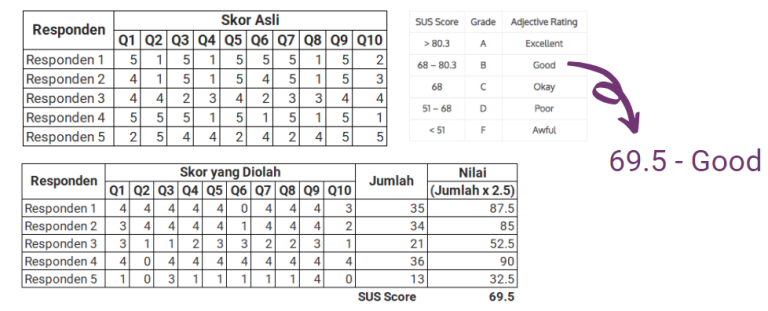 Responden Skor Asli
Q1 Q2 Q3 Q4 Q5 Q6 Q7 Q8 Q9 Q10
Responden 1 5 1 5 1 5 5 5 1 5 2
Responden 2 4 1 5 1 5 4 5 1 5 3
Responden 3 4 4 2 3 4 2 3 3 4 4
Responden 4 5 5 5 1 5 1 5 1 5 1
Responden 5 2 5 4 4 2 4 2 4 5 5
SUS Score Grade Adjective Rating
> 80.3 A Excellent
68 – 80.3 B Good
68 C Okay
51 – 68 D Poor
< 51 F Awful
69.5 - Good
Responden Skor yang Diolah Jumlah Nilai
Q1 Q2 Q3 Q4 Q5 Q6 Q7 Q8 Q9 Q10 (Jumlah x 2.5)
Responden 1 4 4 4 4 4 0 4 4 4 3 35 87.5
Responden 2 3 4 4 4 4 1 4 4 4 2 34 85
Responden 3 3 1 1 2 3 3 2 2 3 1 21 52.5
Responden 4 4 0 4 4 4 4 4 4 4 4 36 90
Responden 5 1 0 3 1 1 1 1 1 4 0 13 32.5
SUS Score 69.5